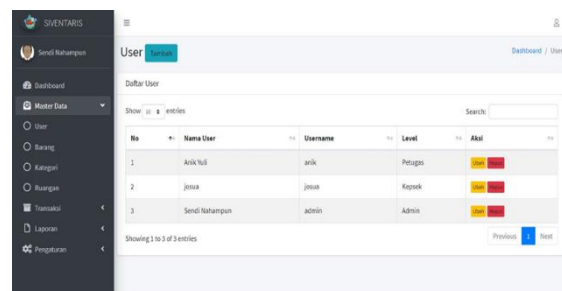 SIVENTARIS
Sendi Nahampun
Dashboard
Master Data
User
Barang
Kategori
Ruangan
Transaksi
Laporan
Pengaturan
User Tambah
Dashboard / User
Daftar User
Show 10 entries
Search:
No Nama User Username Level Aksi
1 Anik Yuli anik Petugas Ubah Hapus
2 josua josua Kepsek Ubah Hapus
3 Sendi Nahampun admin Admin Ubah Hapus
Showing 1 to 3 of 3 entries
Previous 1 Next